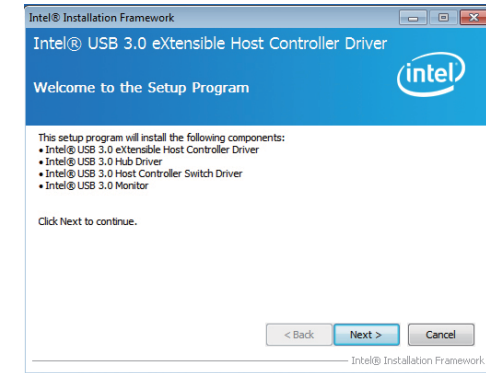 Intel® Installation Framework
Intel® USB 3.0 eXtensible Host Controller Driver
intel
Welcome to the Setup Program
This setup program will install the following components:
• Intel® USB 3.0 eXtensible Host Controller Driver
• Intel® USB 3.0 Hub Driver
• Intel® USB 3.0 Host Controller Switch Driver
• Intel® USB 3.0 Monitor
Click Next to continue.
< Back Next > Cancel
Intel® Installation Framework